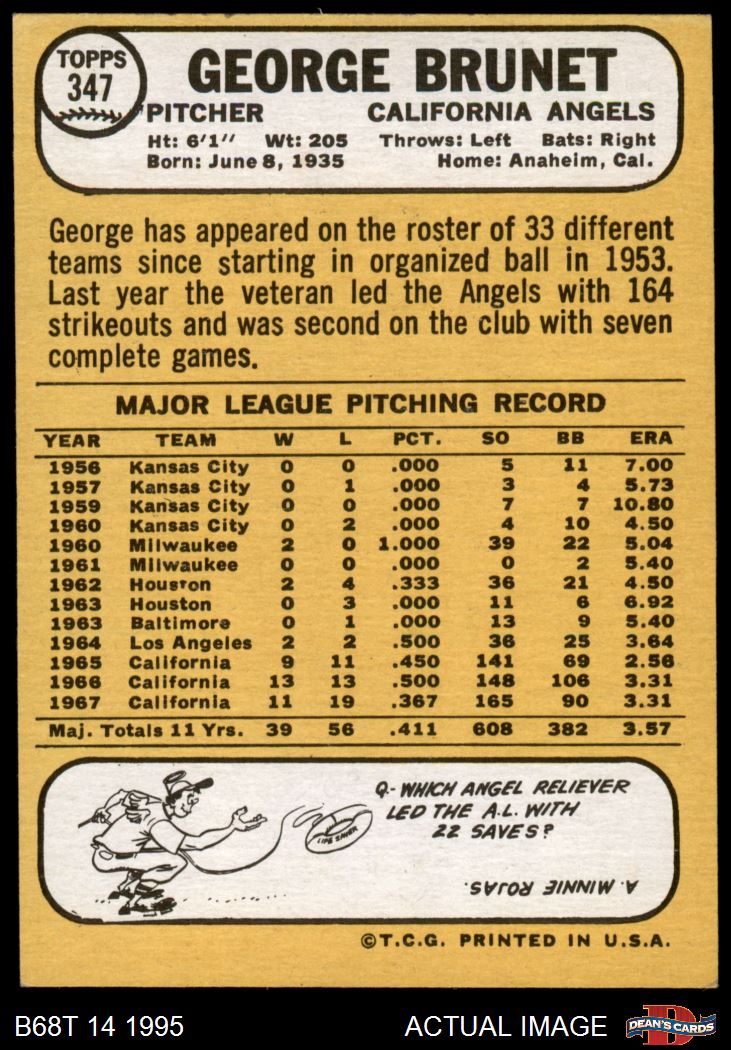 TOPPS
347
GEORGE BRUNET
PITCHER CALIFORNIA ANGELS
Ht: 6'1" Wt: 205 Throws: Left Bats: Right
Born: June 8, 1935 Home: Anaheim, Cal.
George has appeared on the roster of 33 different
teams since starting in organized ball in 1953.
Last year the veteran led the Angels with 164
strikeouts and was second on the club with seven
complete games.
MAJOR LEAGUE PITCHING RECORD
YEAR TEAM W L PCT. SO BB ERA
1956 Kansas City 0 0 .000 5 11 7.00
1957 Kansas City 0 1 .000 3 4 5.73
1959 Kansas City 0 0 .000 7 7 10.80
1960 Kansas City 0 2 .000 4 10 4.50
1960 Milwaukee 2 0 1.000 39 22 5.04
1961 Milwaukee 0 0 .000 0 2 5.40
1962 Houston 2 4 .333 36 21 4.50
1963 Houston 0 3 .000 11 6 6.92
1963 Baltimore 0 1 .000 13 9 5.40
1964 Los Angeles 2 2 .500 36 25 3.64
1965 California 9 11 .450 141 69 2.56
1966 California 13 13 .500 148 106 3.31
1967 California 11 19 .367 165 90 3.31
Maj. Totals 11 Yrs. 39 56 .411 608 382 3.57
Q- WHICH ANGEL RELIEVER
LED THE A.L. WITH
22 SAVES?
LIFE SAVER
A. MINNIE ROJAS.
©T.C.G. PRINTED IN U.S.A.
B68T 14 1995 ACTUAL IMAGE
D
DEAN'S CARDS